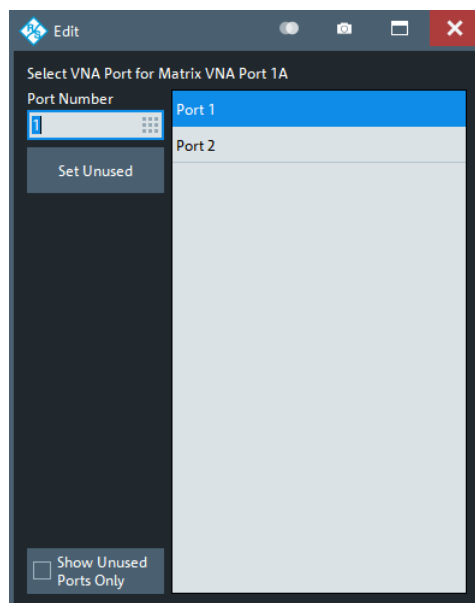 Edit
Select VNA Port for Matrix VNA Port 1A
Port Number
1
Set Unused
Port 1
Port 2
Show Unused
Ports Only